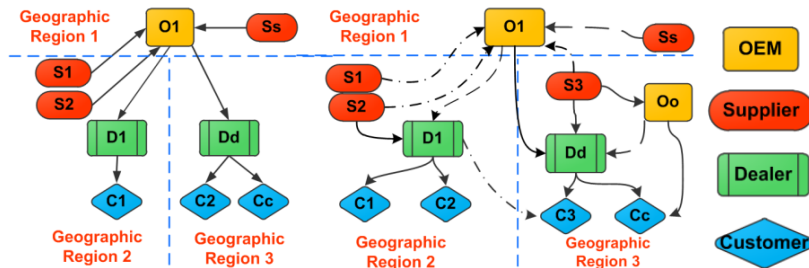 Geographic
Region 1
O1
Ss
S1
S2
D1
Dd
C1
C2
Cc
Geographic
Region 2
Geographic
Region 3
Geographic
Region 1
O1
Ss
S1
S2
S3
Oo
D1
Dd
C1
C2
C3
Cc
Geographic
Region 2
Geographic
Region 3
OEM
Supplier
Dealer
Customer